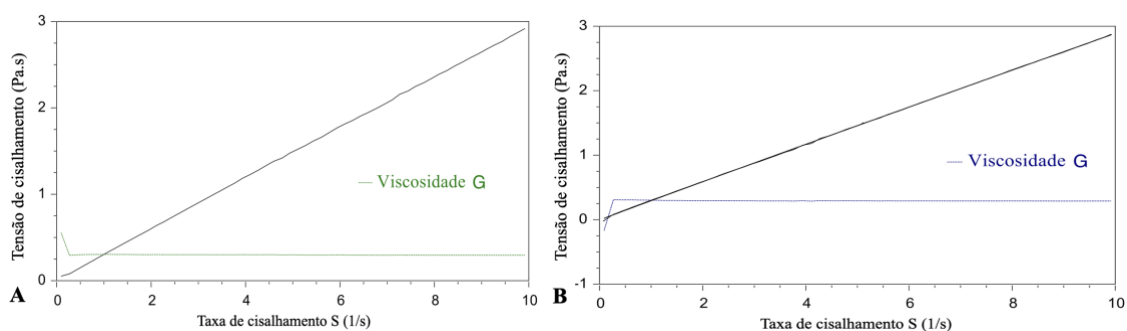 3
2
1
0
0
2
4
6
8
10
Tensão de cisalhamento (Pa.s)
Taxa de cisalhamento S (1/s)
Viscosidade G
A
3
2
1
0
-1
0
2
4
6
8
10
Tensão de cisalhamento (Pa.s)
Taxa de cisalhamento S (1/s)
Viscosidade G
B